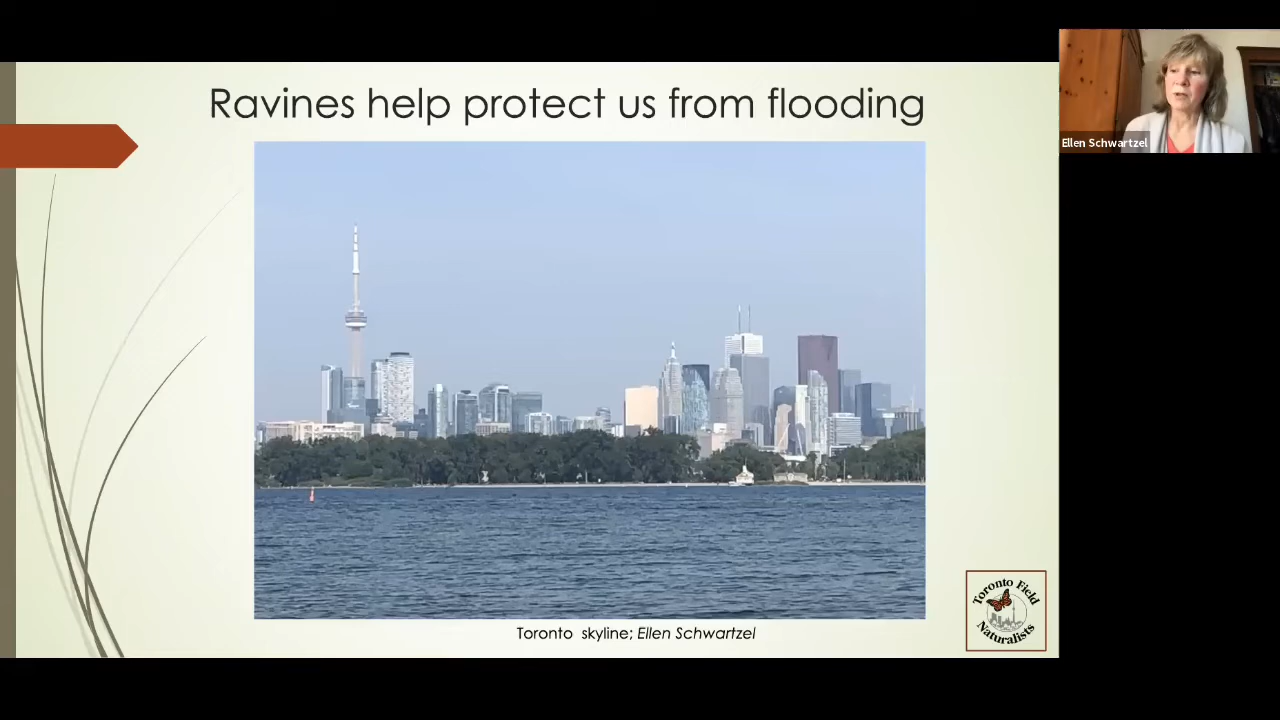 Ravines help protect us from flooding
Ellen Schwartzel
Toronto skyline; Ellen Schwartzel
Toronto Field
Naturalists